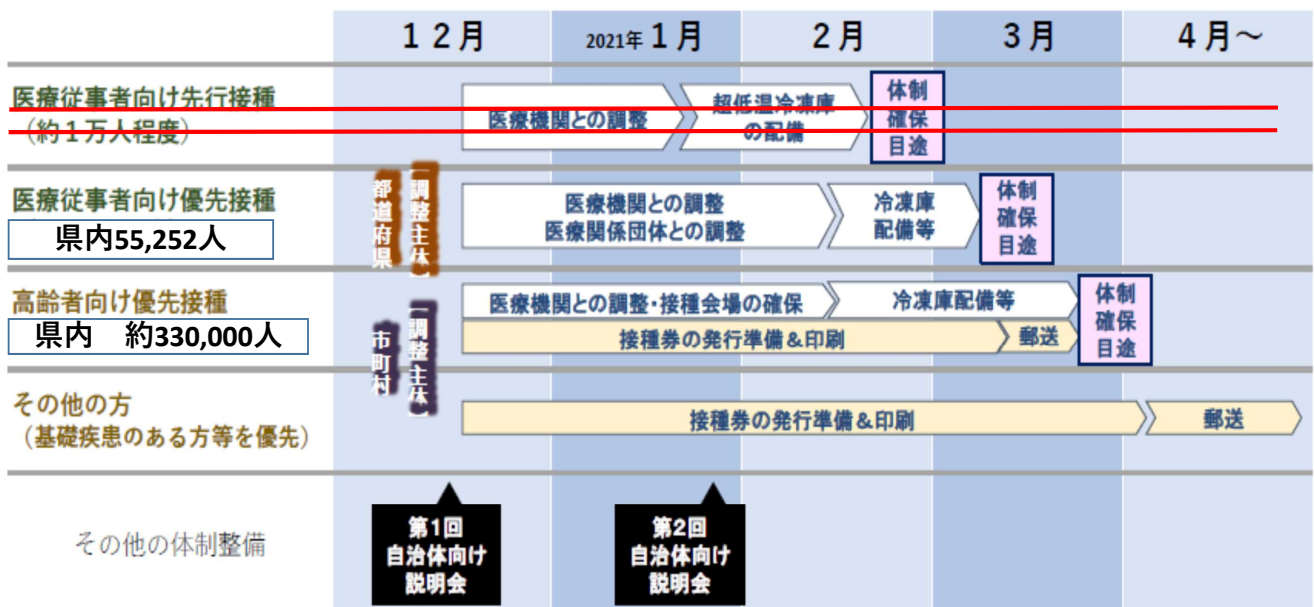 12月
2021年 1月
2月
3月
4月～
医療従事者向け先行接種
（約１万人程度）
医療機関との調整
超低温冷凍庫
の配備
体制
確保
目途
医療従事者向け優先接種
県内55,252人
【調整主体】
都道府県
医療機関との調整
医療関係団体との調整
冷凍庫
配備等
体制
確保
目途
高齢者向け優先接種
県内　約330,000人
【調整主体】
市町村
医療機関との調整・接種会場の確保
冷凍庫配備等
接種券の発行準備＆印刷
郵送
体制
確保
目途
その他の方
（基礎疾患のある方等を優先）
接種券の発行準備＆印刷
郵送
その他の体制整備
第1回
自治体向け
説明会
第2回
自治体向け
説明会